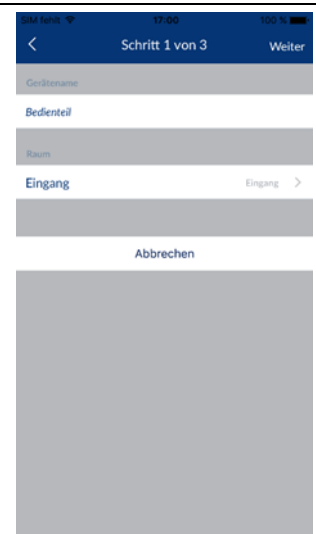 SIM fehlt 17:00 100 %
Schritt 1 von 3 Weiter
Gerätename
Bedienteil
Raum
Eingang Eingang
Abbrechen